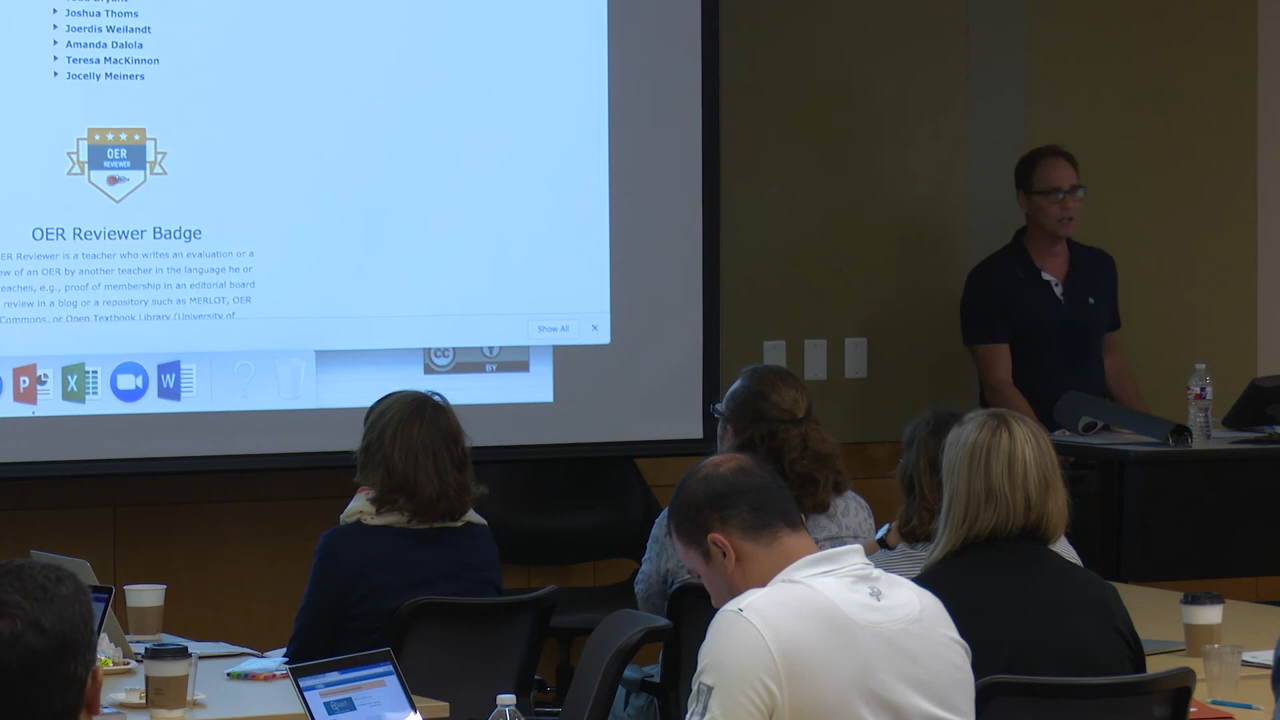 Joshua Thoms
Joerdis Weilandt
Amanda Dalola
Teresa MacKinnon
Jocelly Meiners
OER
REVIEWER
OER Reviewer Badge
ER Reviewer is a teacher who writes an evaluation or a
ew of an OER by another teacher in the language he or
eaches, e.g., proof of membership in an editorial board
review in a blog or a repository such as MERLOT, OER
Commons, or Open Textbook Library (University of
Show All
P
X
W
?
cc
BY